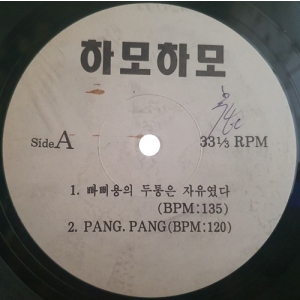 하모하모
Side A
33⅓ RPM
1. 빠삐용의 두통은 자유였다
(BPM:135)
2. PANG. PANG(BPM:120)